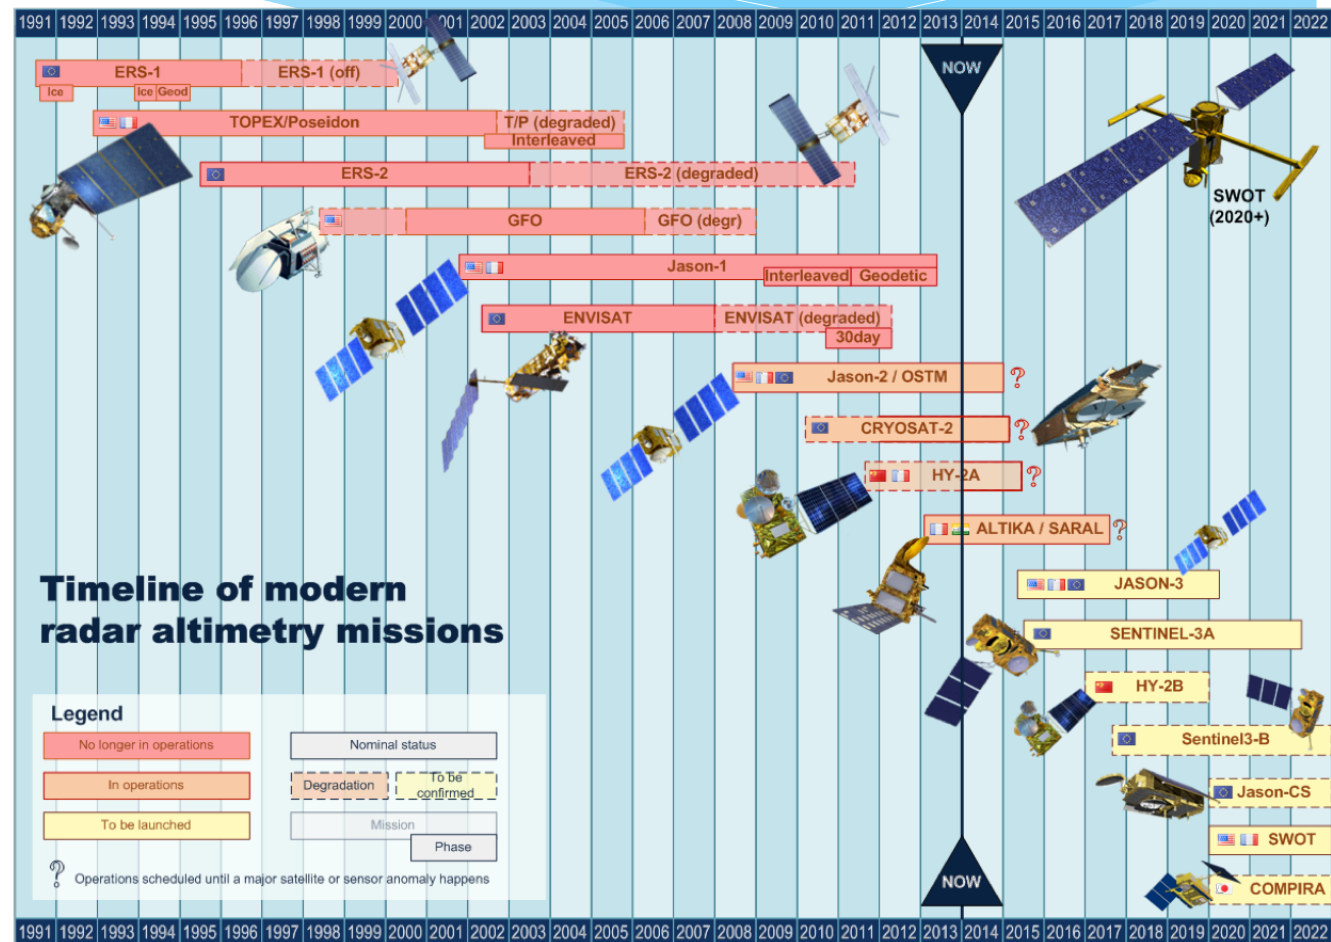 1991 1992 1993 1994 1995 1996 1997 1998 1999 2000 2001 2002 2003 2004 2005 2006 2007 2008 2009 2010 2011 2012 2013 2014 2015 2016 2017 2018 2019 2020 2021 2022
NOW
ERS-1 ERS-1 (off)
Ice Ice Geod
TOPEX/Poseidon T/P (degraded)
Interleaved
ERS-2 ERS-2 (degraded)
SWOT
(2020+)
GFO GFO (degr)
Jason-1
Interleaved Geodetic
ENVISAT ENVISAT (degraded)
30day
Jason-2 / OSTM ?
CRYOSAT-2 ?
HY-2A ?
ALTIKA / SARAL ?
JASON-3
SENTINEL-3A
HY-2B
Sentinel3-B
Jason-CS
SWOT
COMPIRA
NOW
Timeline of modern
radar altimetry missions
Legend
No longer in operations
In operations
To be launched
Nominal status
Degradation
To be
confirmed
Mission
Phase
? Operations scheduled until a major satellite or sensor anomaly happens
1991 1992 1993 1994 1995 1996 1997 1998 1999 2000 2001 2002 2003 2004 2005 2006 2007 2008 2009 2010 2011 2012 2013 2014 2015 2016 2017 2018 2019 2020 2021 2022